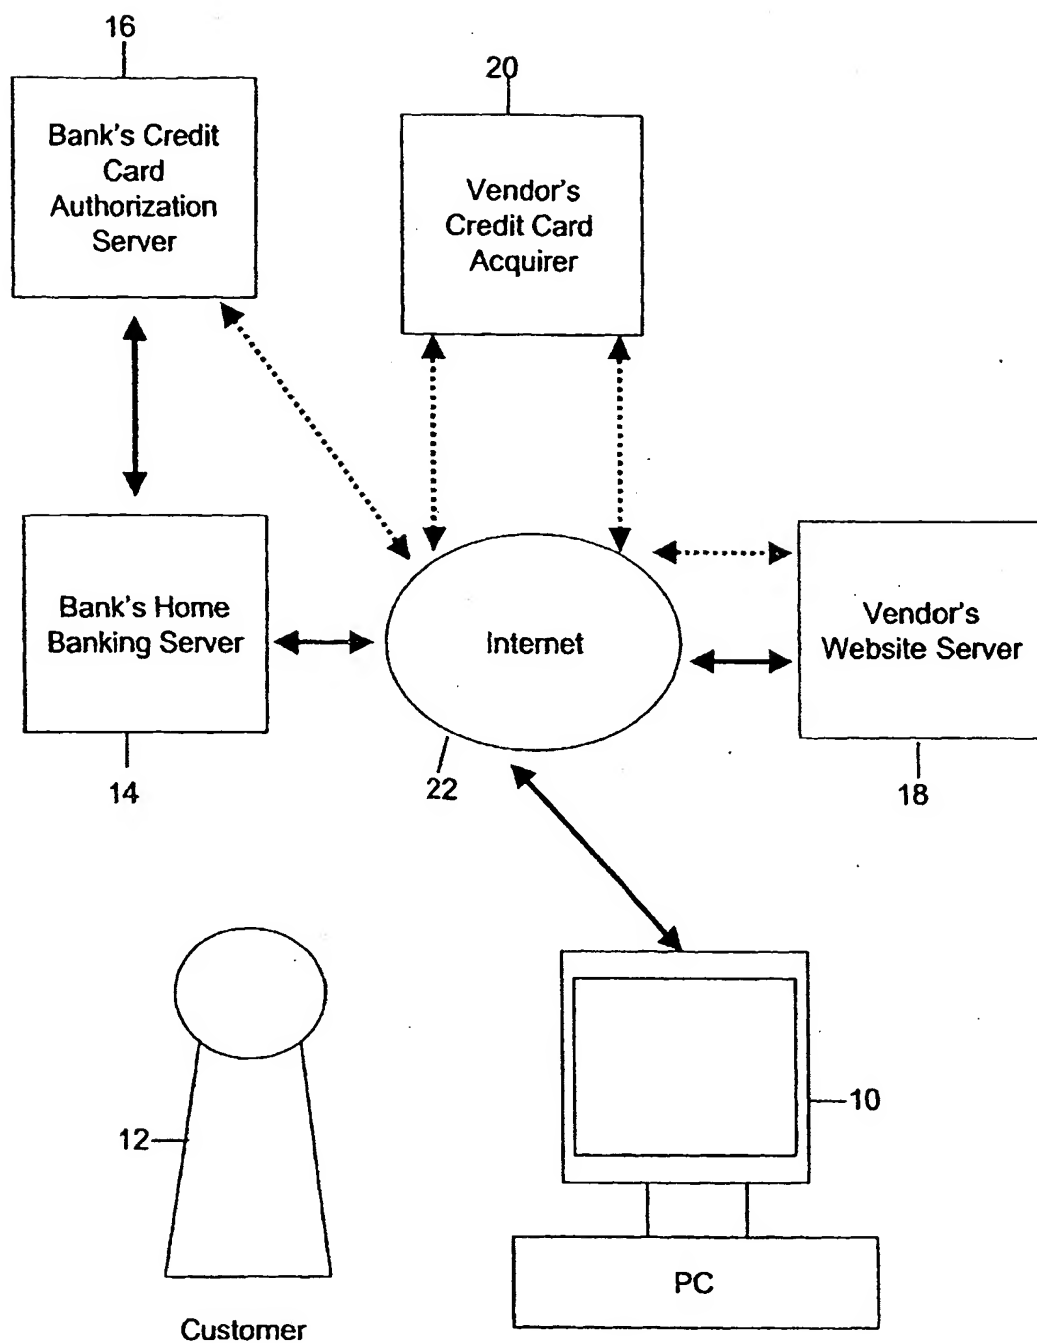 16
20
Bank's Credit
Card
Authorization
Server
Vendor's
Credit Card
Acquirer
Bank's Home
Banking Server
Internet
Vendor's
Website Server
14
22
18
12
10
PC
Customer